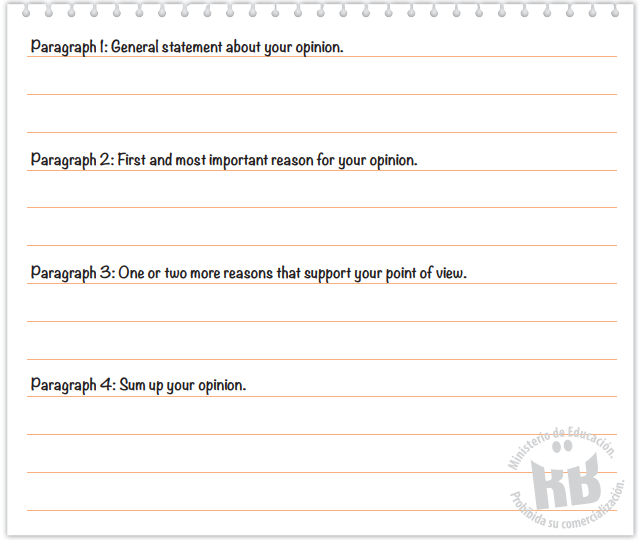 Paragraph 1: General statement about your opinion.
Paragraph 2: First and most important reason for your opinion.
Paragraph 3: One or two more reasons that support your point of view.
Paragraph 4: Sum up your opinion.
Ministerio de Educación.
KB
Prohibida su comercialización.